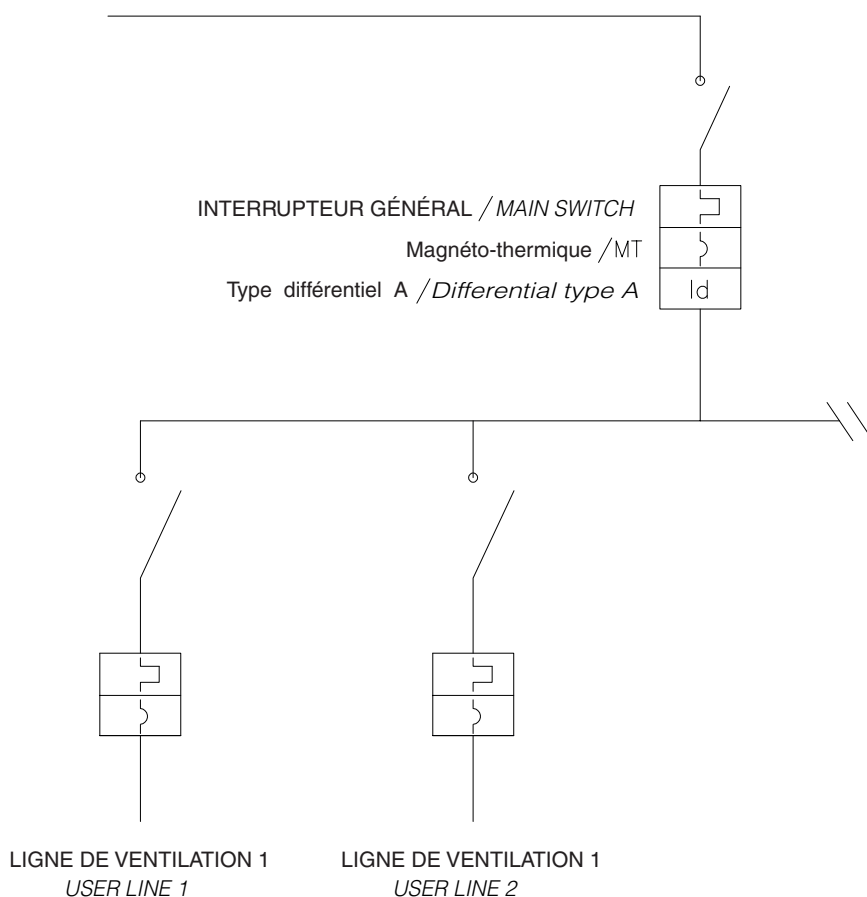 INTERRUPTEUR GÉNÉRAL / MAIN SWITCH
Magnéto-thermique / MT
Type différentiel A / Differential type A
Id
LIGNE DE VENTILATION 1
USER LINE 1
LIGNE DE VENTILATION 1
USER LINE 2